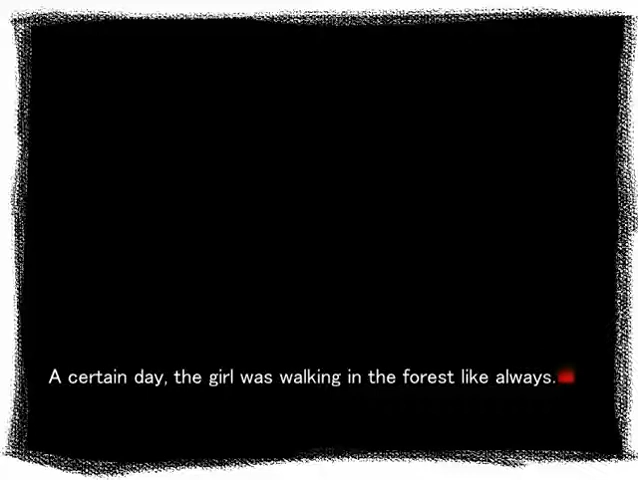 A certain day, the girl was walking in the forest like always.